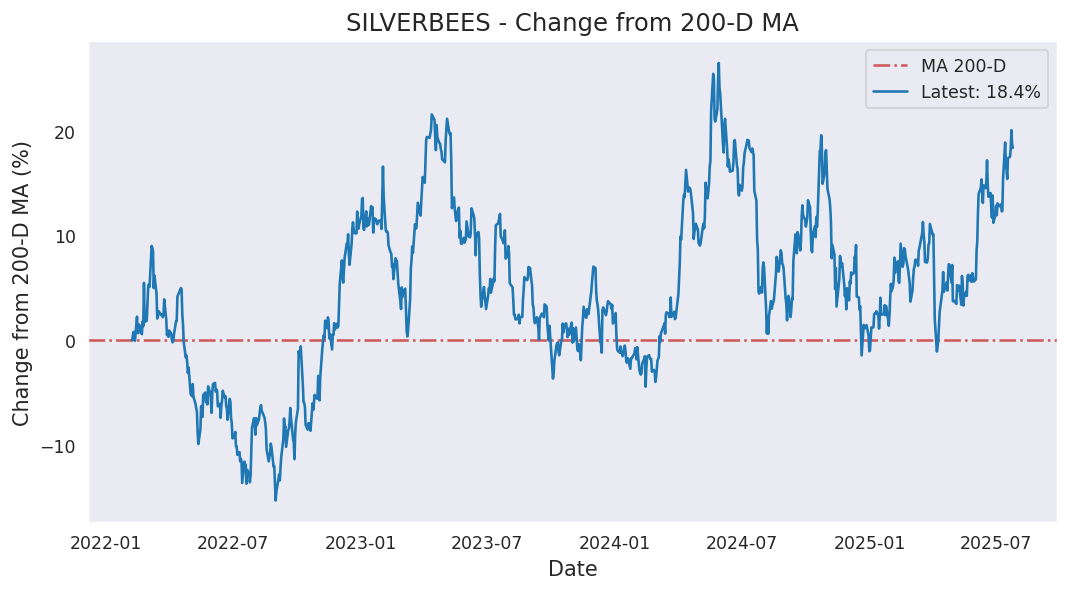 SILVERBEES - Change from 200-D MA
MA 200-D
Latest: 18.4%
Change from 200-D MA (%)
20
10
0
−10
2022-01
2022-07
2023-01
2023-07
2024-01
2024-07
2025-01
2025-07
Date